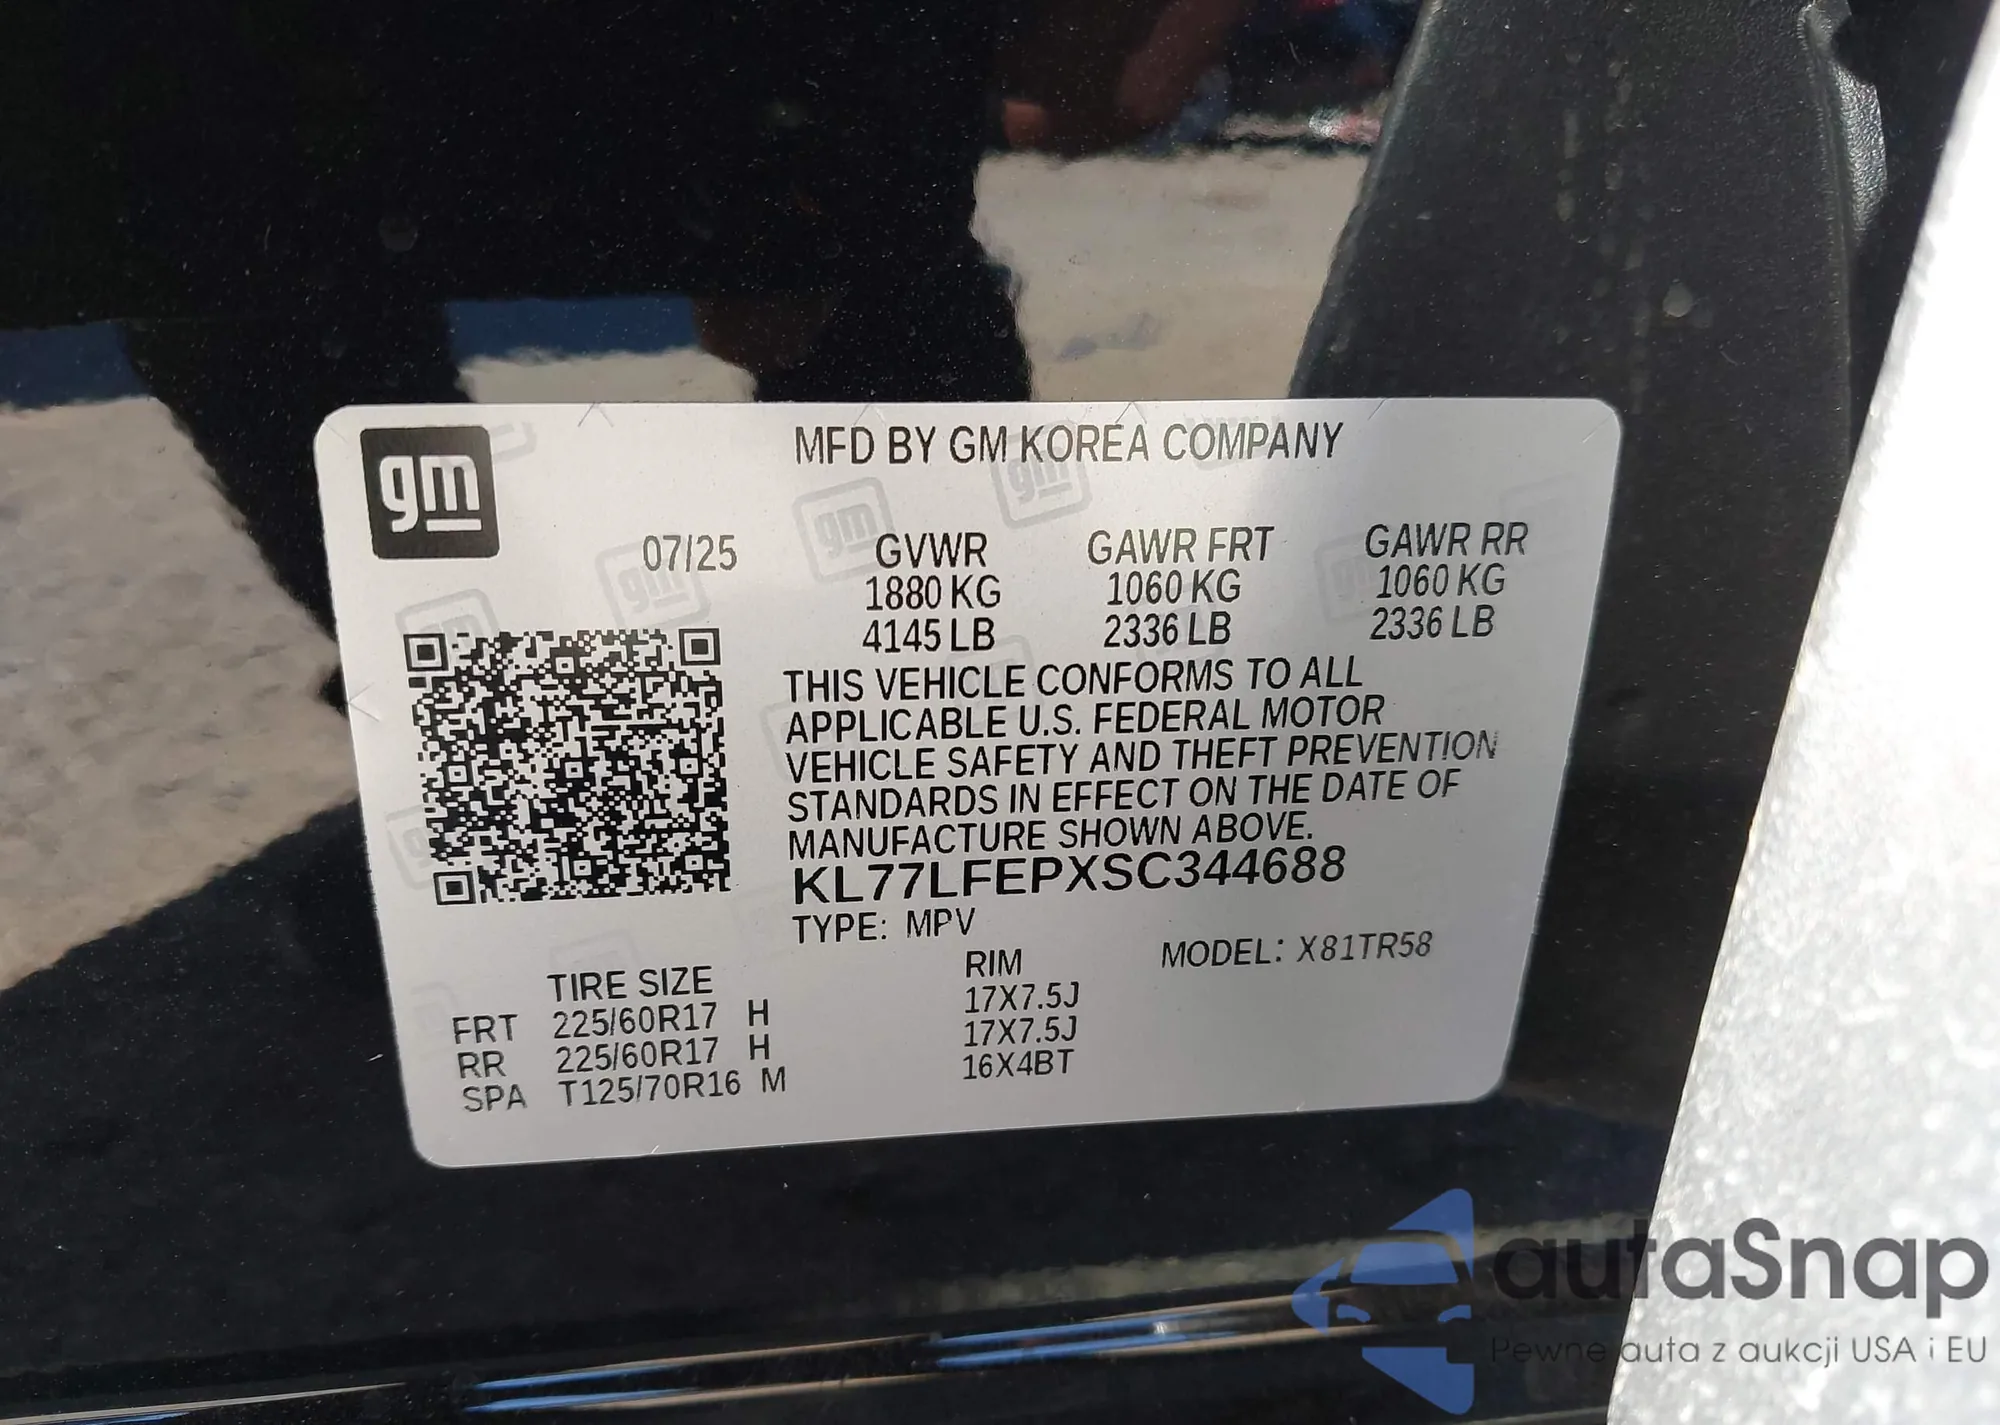 gm
MFD BY GM KOREA COMPANY
07/25 GVWR GAWR FRT GAWR RR
1880 KG 1060 KG 1060 KG
4145 LB 2336 LB 2336 LB
THIS VEHICLE CONFORMS TO ALL
APPLICABLE U.S. FEDERAL MOTOR
VEHICLE SAFETY AND THEFT PREVENTION
STANDARDS IN EFFECT ON THE DATE OF
MANUFACTURE SHOWN ABOVE.
KL77LFEPXSC344688
TYPE: MPV MODEL: X81TR58
TIRE SIZE RIM
FRT 225/60R17 H 17X7.5J
RR 225/60R17 H 17X7.5J
SPA T125/70R16 M 16X4BT
autaSnap
Pewne auta z aukcji USA i EU